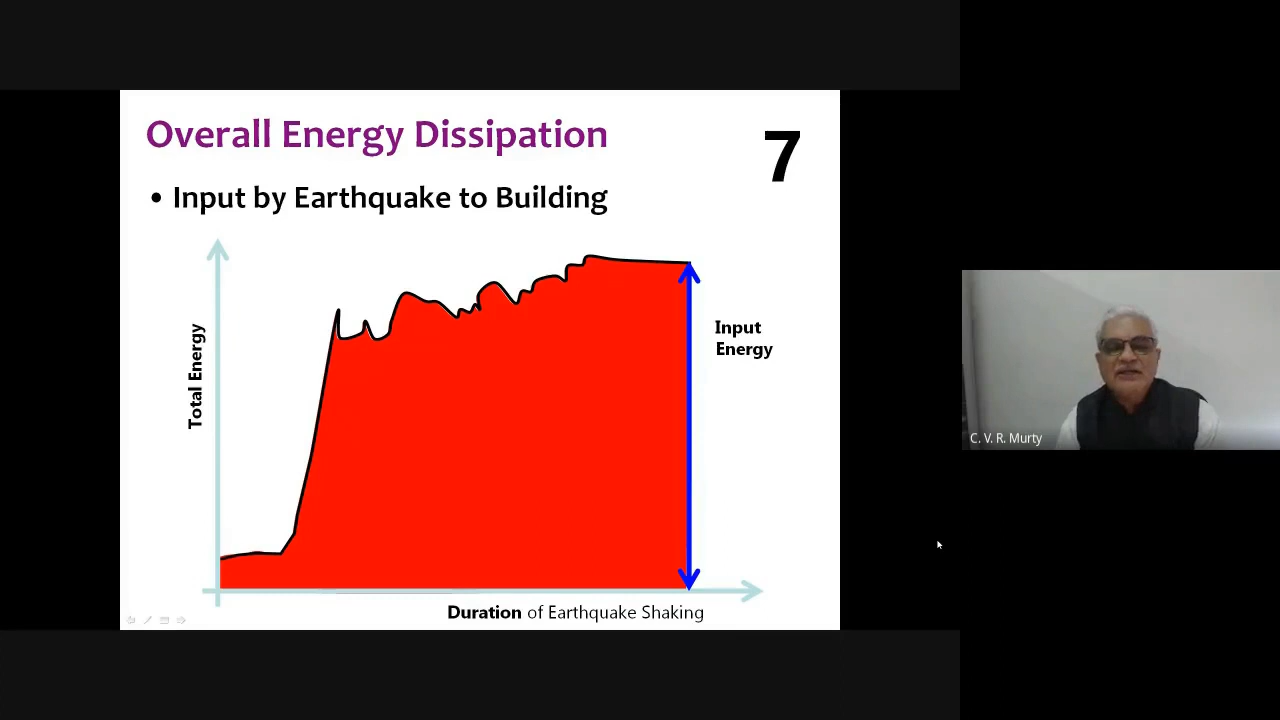 Overall Energy Dissipation
7
• Input by Earthquake to Building
Total Energy
Input
Energy
Duration of Earthquake Shaking
C. V. R. Murty